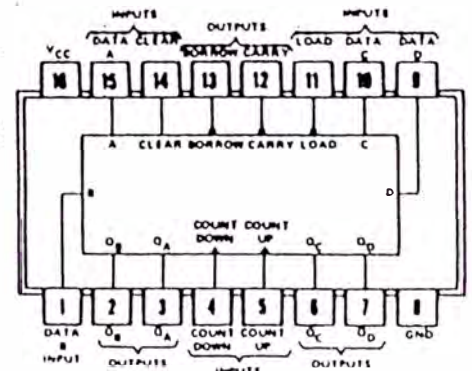 INPUTS INPUTS
DATA CLEAR OUTPUTS LOAD DATA DATA
VCC A BORROW CARRY C D
16 15 14 13 12 11 10 9
A CLEAR BORROW CARRY LOAD C
B D
COUNT COUNT
QB QA DOWN UP QC QD
1 2 3 4 5 6 7 8
DATA QB QA COUNT COUNT QC QD GND
B DOWN UP
INPUT OUTPUTS INPUTS OUTPUTS